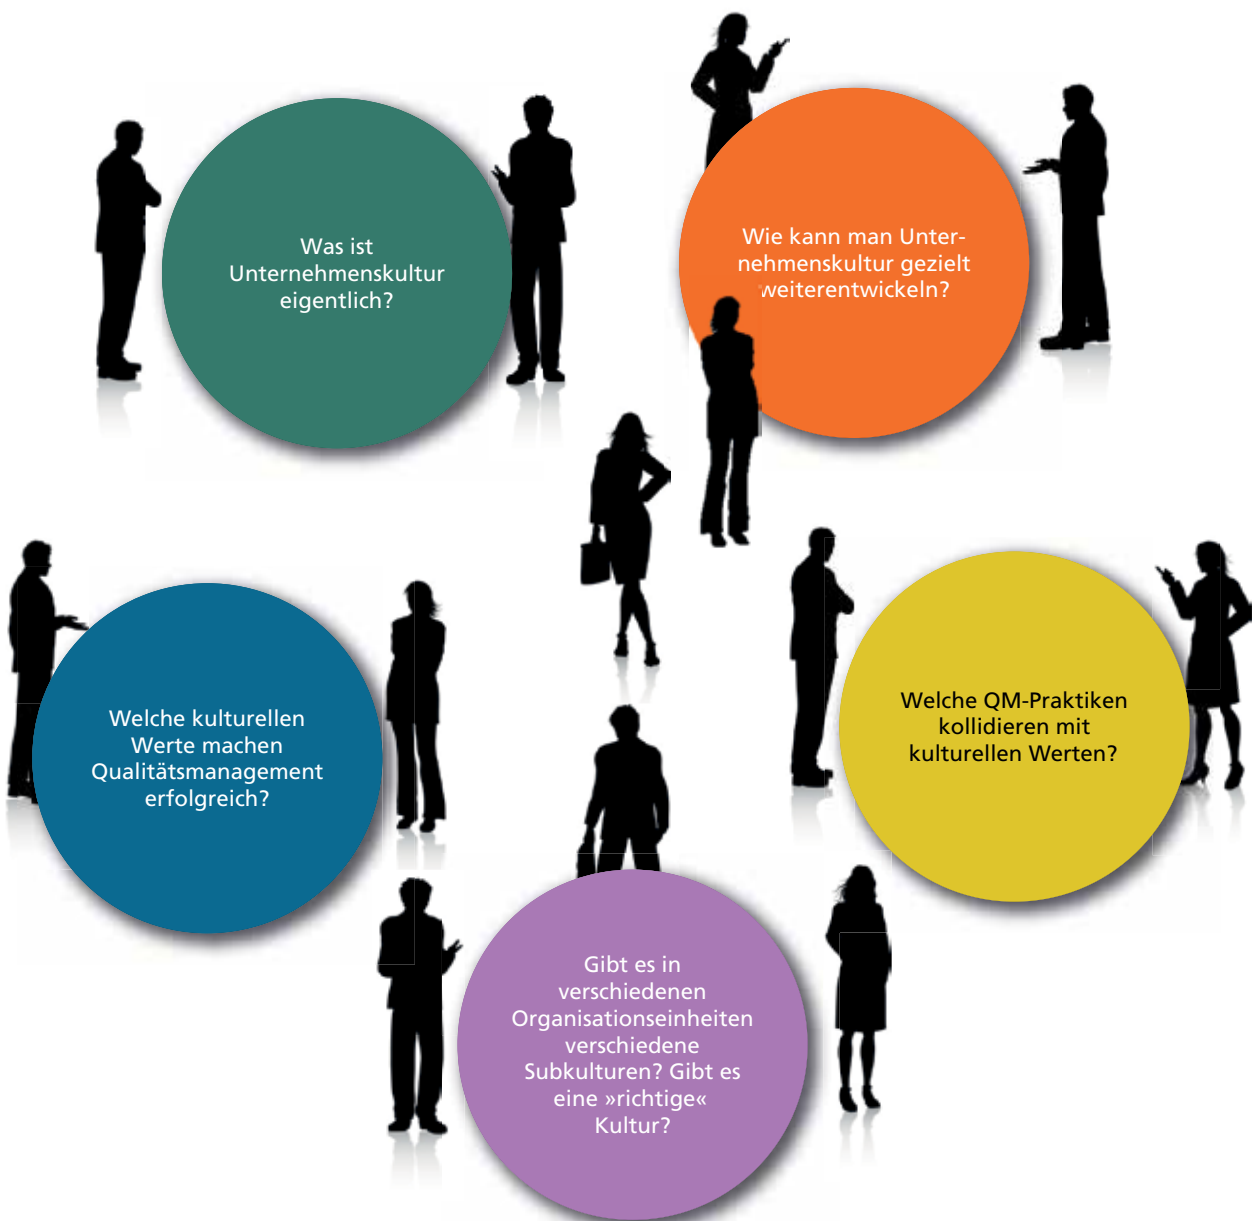 Was ist
Unternehmenskultur
eigentlich?
Wie kann man Unter-
nehmenskultur gezielt
weiterentwickeln?
Welche kulturellen
Werte machen
Qualitätsmanagement
erfolgreich?
Welche QM-Praktiken
kollidieren mit
kulturellen Werten?
Gibt es in
verschiedenen
Organisationseinheiten
verschiedene
Subkulturen? Gibt es
eine »richtige«
Kultur?